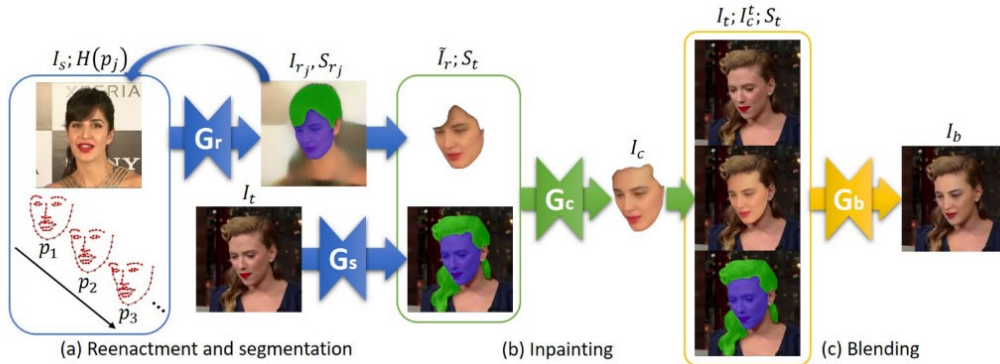 I_s; H(p_j)
I_{r_j}, S_{r_j}
Ĩ_r; S_t
I_t; I_c^t; S_t
G_r
I_c
I_b
I_t
G_c
G_b
G_s
p_1
p_2
p_3
...
(a) Reenactment and segmentation
(b) Inpainting
(c) Blending